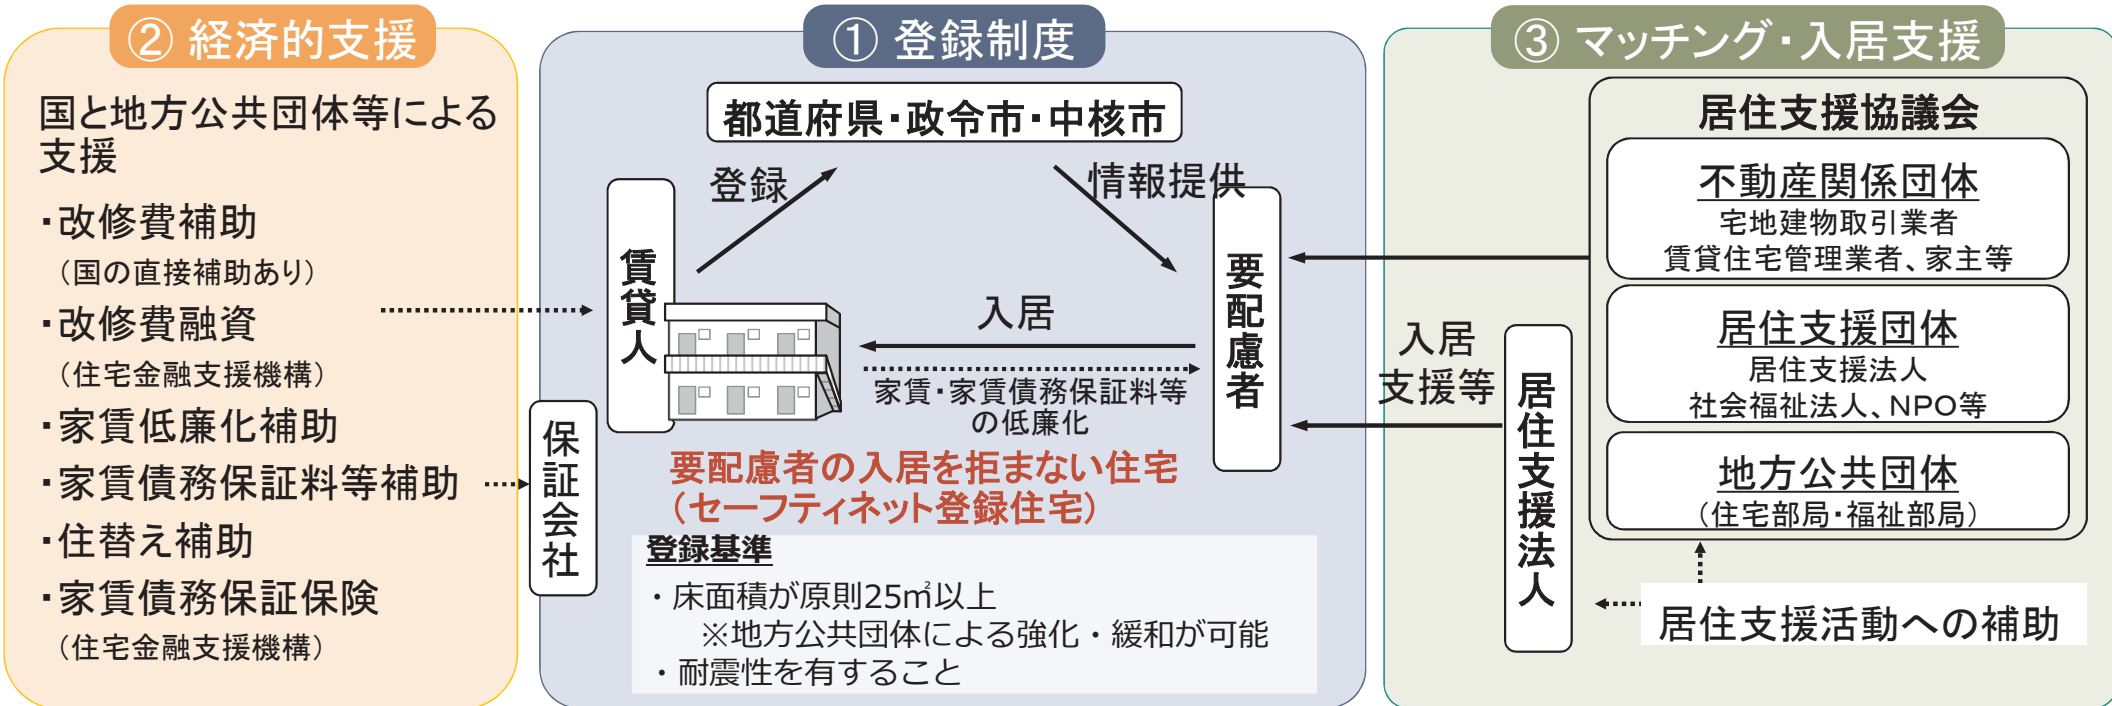 ② 経済的支援
国と地方公共団体等による
支援
・改修費補助
（国の直接補助あり）
・改修費融資
（住宅金融支援機構）
・家賃低廉化補助
・家賃債務保証料等補助
・住替え補助
・家賃債務保証保険
（住宅金融支援機構）
① 登録制度
都道府県・政令市・中核市
登録
情報提供
賃貸人
要配慮者
入居
家賃・家賃債務保証料等
の低廉化
保証会社
要配慮者の入居を拒まない住宅
（セーフティネット登録住宅）
登録基準
・床面積が原則25㎡以上
※地方公共団体による強化・緩和が可能
・耐震性を有すること
③ マッチング・入居支援
居住支援協議会
不動産関係団体
宅地建物取引業者
賃貸住宅管理業者、家主等
居住支援団体
居住支援法人
社会福祉法人、NPO等
地方公共団体
（住宅部局・福祉部局）
入居
支援等
居住支援法人
居住支援活動への補助